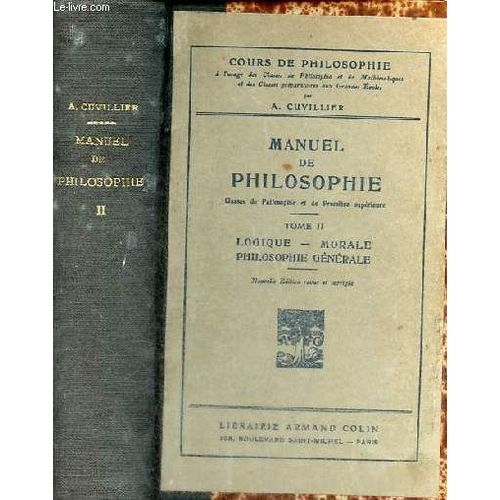 le-livre.com
A. CUVILLIER
MANUEL
DE
PHILOSOPHIE
II
COURS DE PHILOSOPHIE
à l'usage des Classes de Philosophie et de Mathématiques
et des Classes préparatoires aux Grandes Écoles
par
A. CUVILLIER
MANUEL
DE
PHILOSOPHIE
Classes de Philosophie et de Première supérieure
TOME II
LOGIQUE — MORALE
PHILOSOPHIE GÉNÉRALE
Nouvelle Édition revue et corrigée
LIBRAIRIE ARMAND COLIN
103, BOULEVARD SAINT-MICHEL — PARIS